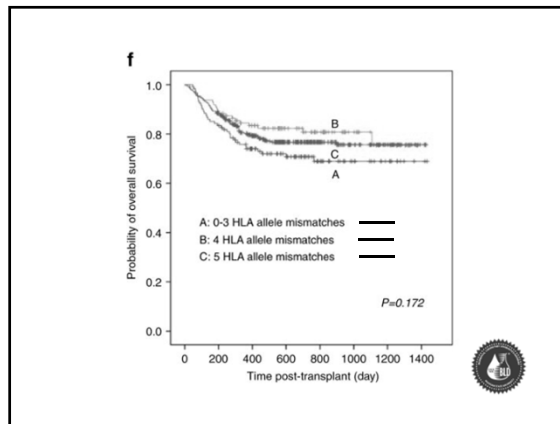 f
Probability of overall survival
1.0
0.8
0.6
0.4
0.2
0.0
B
C
A
A: 0-3 HLA allele mismatches
B: 4 HLA allele mismatches
C: 5 HLA allele mismatches
P=0.172
0 200 400 600 800 1000 1200 1400
Time post-transplant (day)
BLD